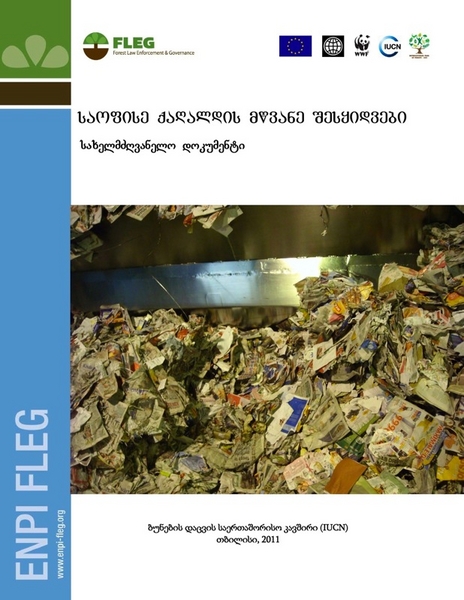 FLEG
Forest Law Enforcement & Governance
WWF
IUCN
საოფისე ქაღალდის მწვანე შესყიდვები
სახელმძღვანელო დოკუმენტი
ENPI FLEG
www.enpi-fleg.org
ბუნების დაცვის საერთაშორისო კავშირი (IUCN)
თბილისი, 2011